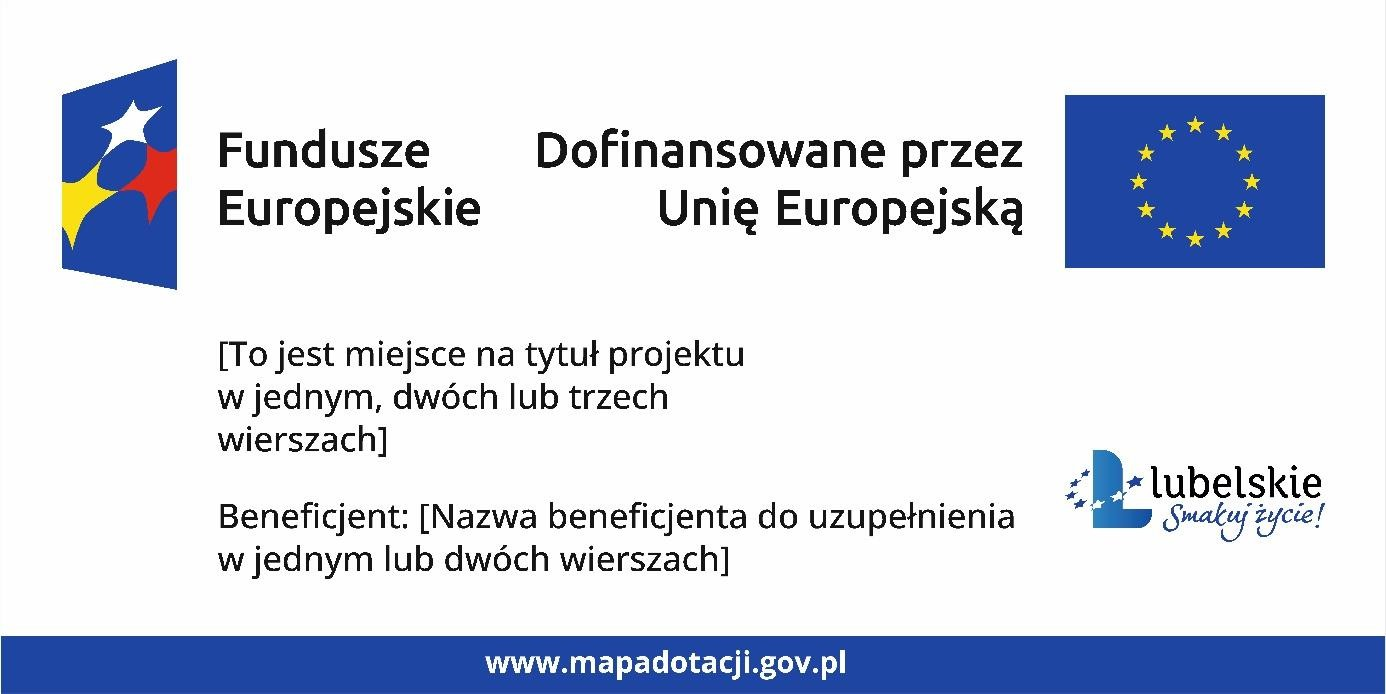 Fundusze
Europejskie
Dofinansowane przez
Unię Europejską
[To jest miejsce na tytuł projektu
w jednym, dwóch lub trzech
wierszach]
Beneficjent: [Nazwa beneficjenta do uzupełnienia
w jednym lub dwóch wierszach]
lubelskie
Smakuj życie!
www.mapadotacji.gov.pl